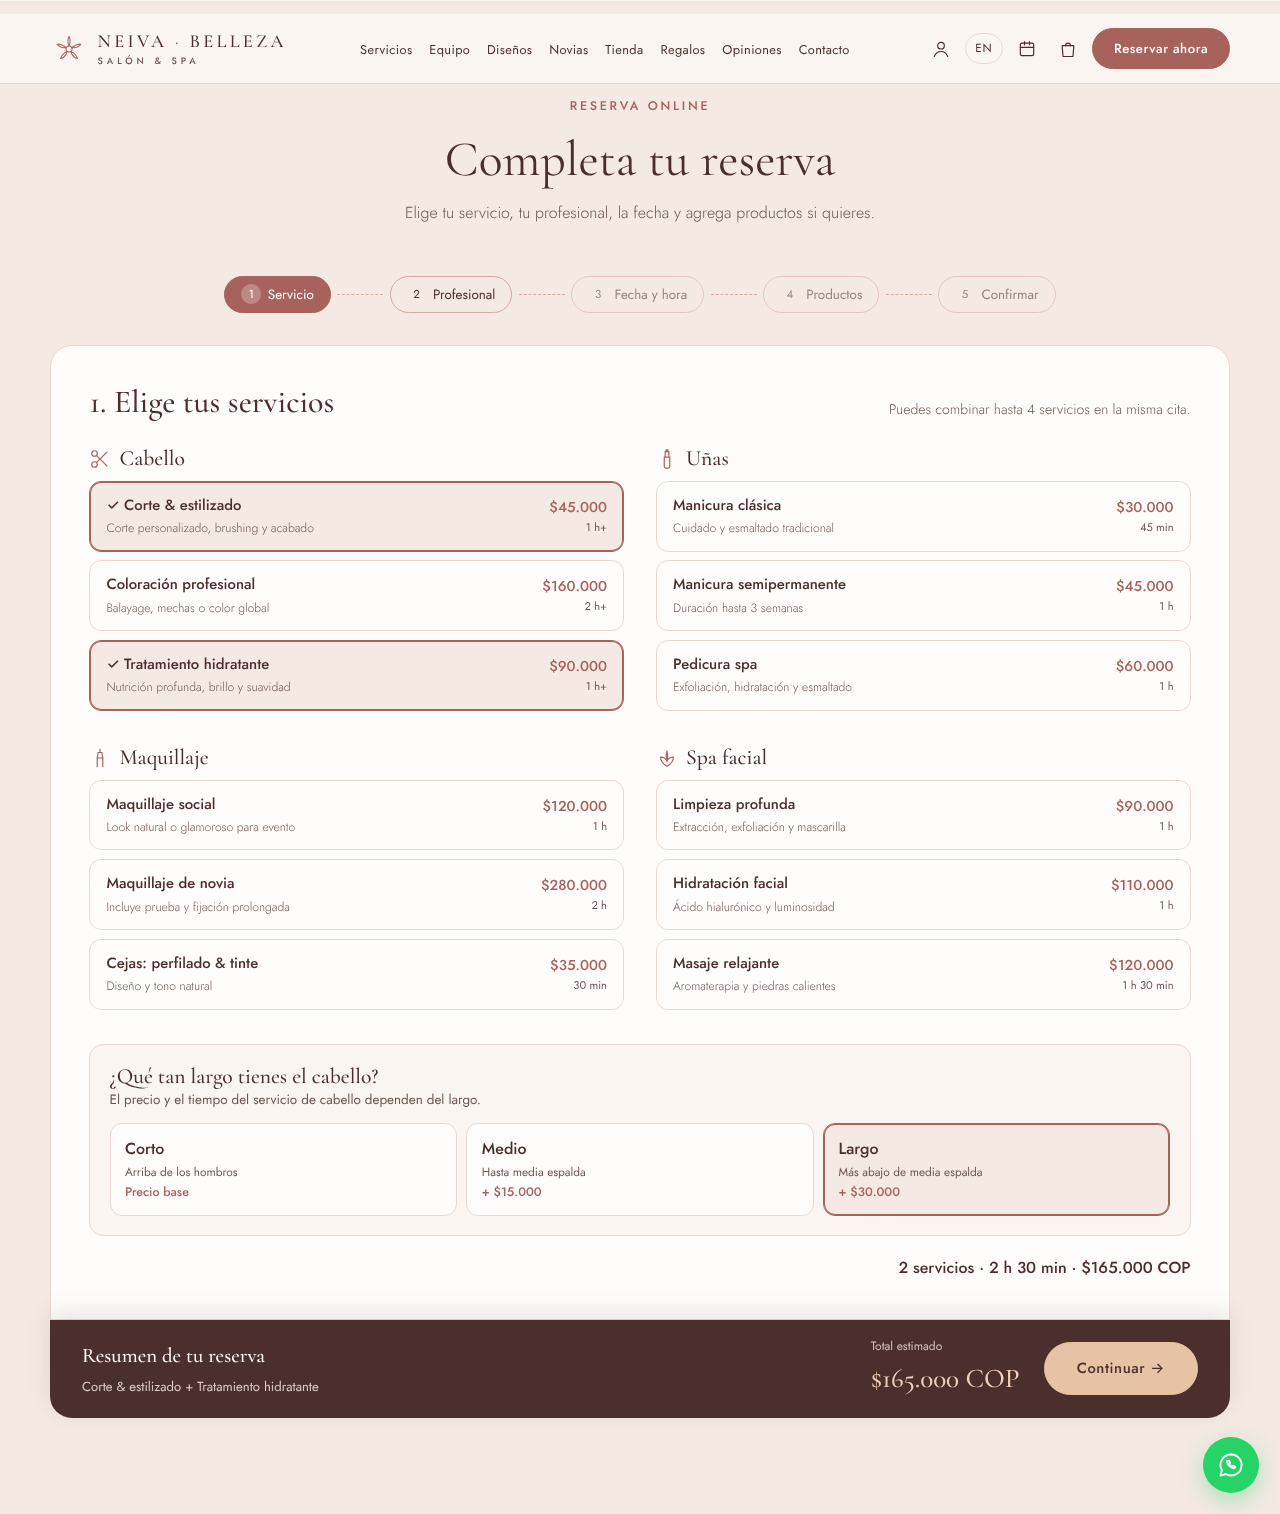 NEIVA · BELLEZA
SALÓN & SPA
Servicios Equipo Diseños Novias Tienda Regalos Opiniones Contacto
EN
Reservar ahora
RESERVA ONLINE
Completa tu reserva
Elige tu servicio, tu profesional, la fecha y agrega productos si quieres.
1 Servicio
2 Profesional
3 Fecha y hora
4 Productos
5 Confirmar
1. Elige tus servicios
Puedes combinar hasta 4 servicios en la misma cita.
Cabello
✓ Corte & estilizado $45.000
Corte personalizado, brushing y acabado 1 h+
Coloración profesional $160.000
Balayage, mechas o color global 2 h+
✓ Tratamiento hidratante $90.000
Nutrición profunda, brillo y suavidad 1 h+
Uñas
Manicura clásica $30.000
Cuidado y esmaltado tradicional 45 min
Manicura semipermanente $45.000
Duración hasta 3 semanas 1 h
Pedicura spa $60.000
Exfoliación, hidratación y esmaltado 1 h
Maquillaje
Maquillaje social $120.000
Look natural o glamoroso para evento 1 h
Maquillaje de novia $280.000
Incluye prueba y fijación prolongada 2 h
Cejas: perfilado & tinte $35.000
Diseño y tono natural 30 min
Spa facial
Limpieza profunda $90.000
Extracción, exfoliación y mascarilla 1 h
Hidratación facial $110.000
Ácido hialurónico y luminosidad 1 h
Masaje relajante $120.000
Aromaterapia y piedras calientes 1 h 30 min
¿Qué tan largo tienes el cabello?
El precio y el tiempo del servicio de cabello dependen del largo.
Corto
Arriba de los hombros
Precio base
Medio
Hasta media espalda
+ $15.000
Largo
Más abajo de media espalda
+ $30.000
2 servicios · 2 h 30 min · $165.000 COP
Resumen de tu reserva
Corte & estilizado + Tratamiento hidratante
Total estimado
$165.000 COP
Continuar →